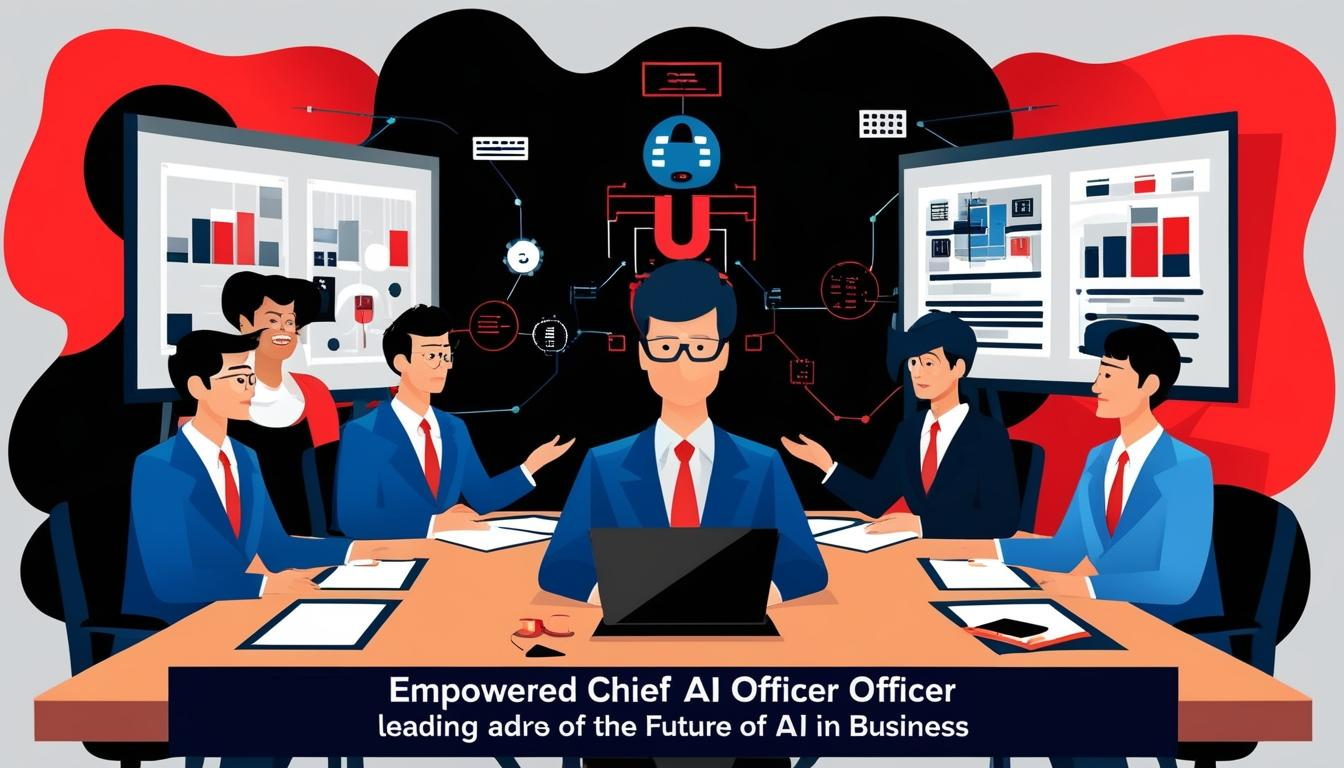 Empowered Chief AI Officer Officer
leading adre of the Future of AI in Business